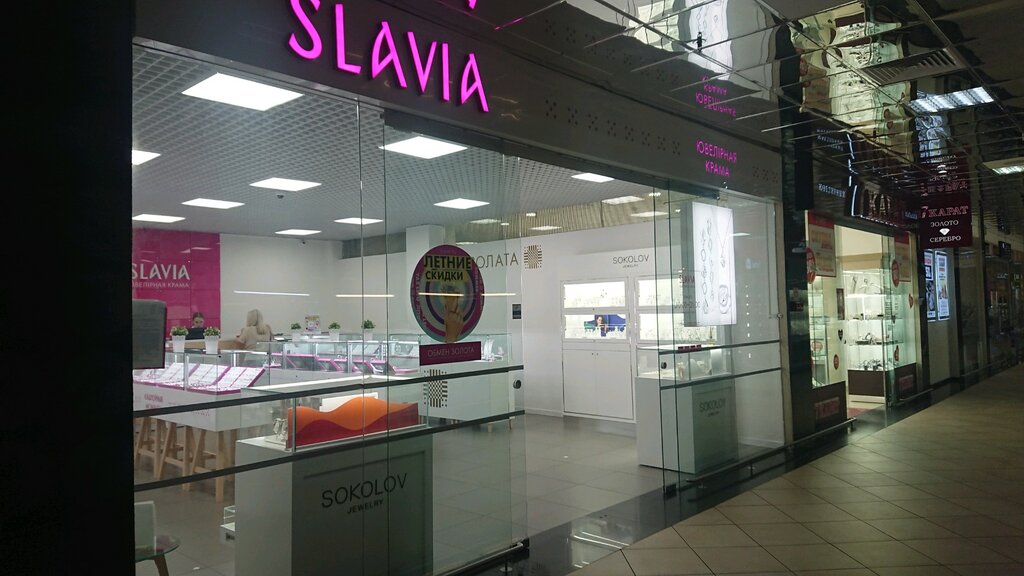 SLAVIA
ЮВЕЛІРНАЯ
КРАМА
SLAVIA
ЮВЕЛІРНАЯ КРАМА
ЛЕТНИЕ
СКИДКИ
ОБМЕН ЗОЛОТА
ОЛАТА
SOKOLOV
JEWELRY
SOKOLOV
JEWELRY
SOKOLOV
7 КАРАТ
ЗОЛОТО
СЕРЕБРО